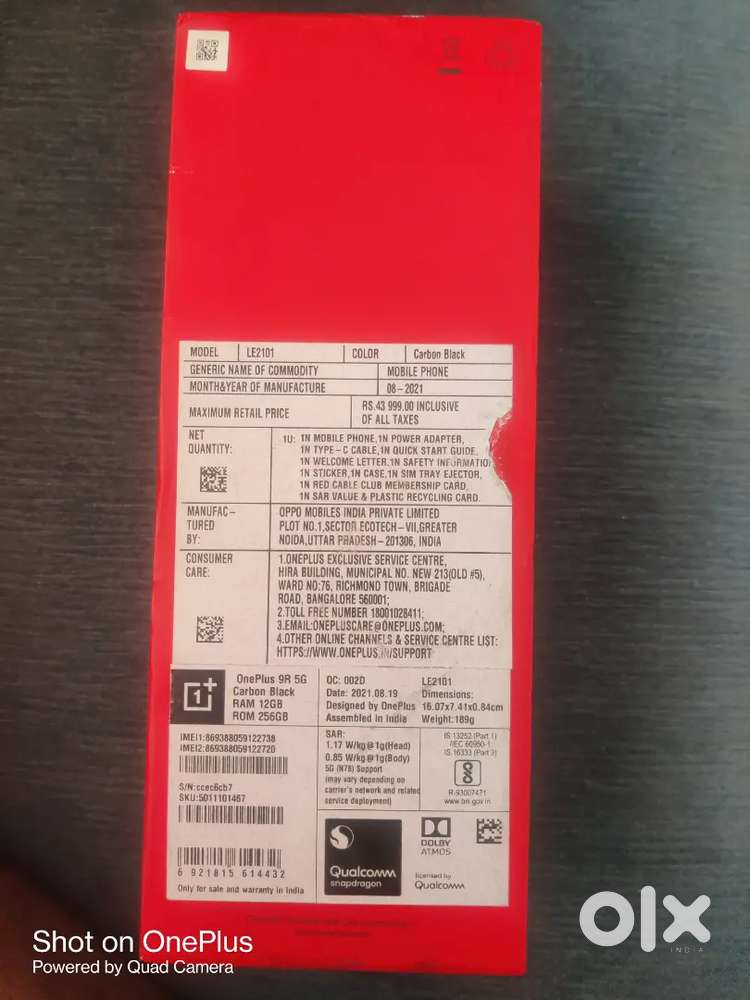 MODEL LE2101 COLOR Carbon Black
GENERIC NAME OF COMMODITY MOBILE PHONE
MONTH&YEAR OF MANUFACTURE 08-2021
MAXIMUM RETAIL PRICE RS.43 999.00 INCLUSIVE
OF ALL TAXES
NET
QUANTITY:
1U: 1N MOBILE PHONE,1N POWER ADAPTER,
1N TYPE-C CABLE,1N QUICK START GUIDE,
1N WELCOME LETTER,1N SAFETY INFORMATIO
1N STICKER,1N CASE,1N SIM TRAY EJECTOR,
1N RED CABLE CLUB MEMBERSHIP CARD,
1N SAR VALUE & PLASTIC RECYCLING CARD.
MANUFAC-
TURED
BY:
OPPO MOBILES INDIA PRIVATE LIMITED
PLOT NO.1,SECTOR ECOTECH-VII,GREATER
NOIDA,UTTAR PRADESH-201306, INDIA
CONSUMER
CARE:
1.ONEPLUS EXCLUSIVE SERVICE CENTRE,
HIRA BUILDING, MUNICIPAL NO. NEW 213(OLD #5),
WARD NO:76, RICHMOND TOWN, BRIGADE
ROAD, BANGALORE 560001;
2.TOLL FREE NUMBER 18001028411;
3.EMAIL:ONEPLUSCARE@ONEPLUS.COM;
4.OTHER ONLINE CHANNELS & SERVICE CENTRE LIST:
HTTPS://WWW.ONEPLUS.IN/SUPPORT
1+
OnePlus 9R 5G
Carbon Black
RAM 12GB
ROM 256GB
QC: 002D LE2101
Date: 2021.08.19 Dimensions:
Designed by OnePlus 16.07x7.41x0.84cm
Assembled in India Weight:189g
IMEI1:869388059122738
IMEI2:869388059122720
S/N:ccec6cb7
SKU:5011101467
6 921815 614432
Only for sale and warranty in India
SAR:
1.17 W/kg@1g(Head)
0.85 W/kg@1g(Body)
5G (N78) Support
(may vary depending on
carrier's network and related
service deployment)
IS 13252 (Part 1)
/IEC 60950-1
IS 16333 (Part 3)
R-93007471
www.bis.gov.in
Qualcomm
snapdragon
DOLBY
ATMOS
licensed by
Qualcomm
Shot on OnePlus
Powered by Quad Camera
olx
INDIA